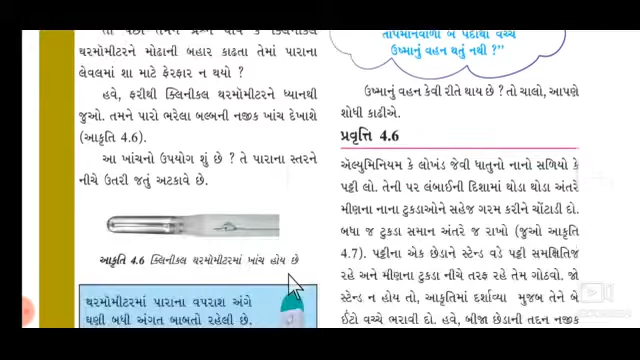 તો પછી તમને પ્રશ્ન થાય કે ક્લિનીકલ
થરમૉમીટરને મોઢાની બહાર કાઢતા તેમાં પારાના
લેવલમાં શા માટે ફેરફાર ન થયો ?
હવે, ફરીથી ક્લિનીકલ થરમૉમીટરને ધ્યાનથી
જુઓ. તમને પારો ભરેલા બલ્બની નજીક ખાંચ દેખાશે
(આકૃતિ 4.6).
આ ખાંચનો ઉપયોગ શું છે ? તે પારાના સ્તરને
નીચે ઉતરી જતું અટકાવે છે.
આકૃતિ 4.6 ક્લિનીકલ થરમૉમીટરમાં ખાંચ હોય છે
થરમૉમીટરમાં પારાના વપરાશ અંગે
ઘણી બધી અંગત બાબતો રહેલી છે.
તાપમાનવાળા બે પદાર્થો વચ્ચે
ઉષ્માનું વહન થતું નથી ?”
ઉષ્માનું વહન કેવી રીતે થાય છે ? તો ચાલો, આપણે
શોધી કાઢીએ.
પ્રવૃત્તિ 4.6
ઍલ્યુમિનિયમ કે લોખંડ જેવી ધાતુનો નાનો સળિયો કે
પટ્ટી લો. તેની પર લંબાઈની દિશામાં થોડા થોડા અંતરે
મીણના નાના ટુકડાઓને સહેજ ગરમ કરીને ચોંટાડી દો.
બધા જ ટુકડા સમાન અંતરે જ રાખો (જુઓ આકૃતિ
4.7). પટ્ટીના એક છેડાને સ્ટેન્ડ વડે પટ્ટી સમક્ષિતિજ
રહે અને મીણના ટુકડા નીચે તરફ રહે તેમ ગોઠવો. જો
સ્ટેન્ડ ન હોય તો, આકૃતિમાં દર્શાવ્યા મુજબ તેને બે
ઈંટો વચ્ચે ભરાવી દો. હવે, બીજા છેડાની તદ્દન નજીક